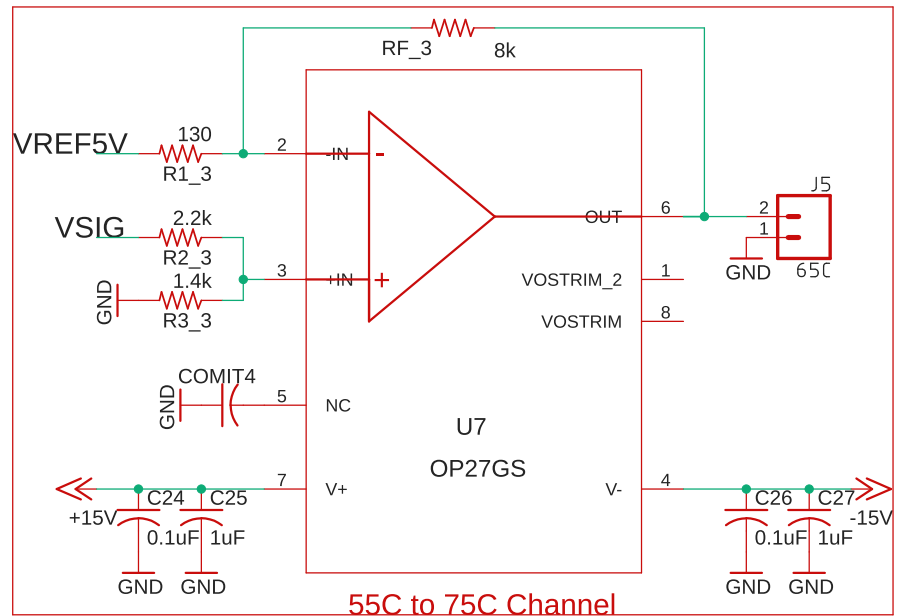 RF_3
8k
VREF5V
130
R1_3
2
-IN
-
VSIG
2.2k
R2_3
1.4k
R3_3
GND
3
+IN
+
OUT
6
J5
2
1
GND
65C
VOSTRIM_2
1
VOSTRIM
8
COMIT4
GND
5
NC
U7
OP27GS
+15V
C24
0.1uF
C25
1uF
7
V+
V-
4
C26
0.1uF
C27
1uF
-15V
GND
GND
GND
GND
55C to 75C Channel